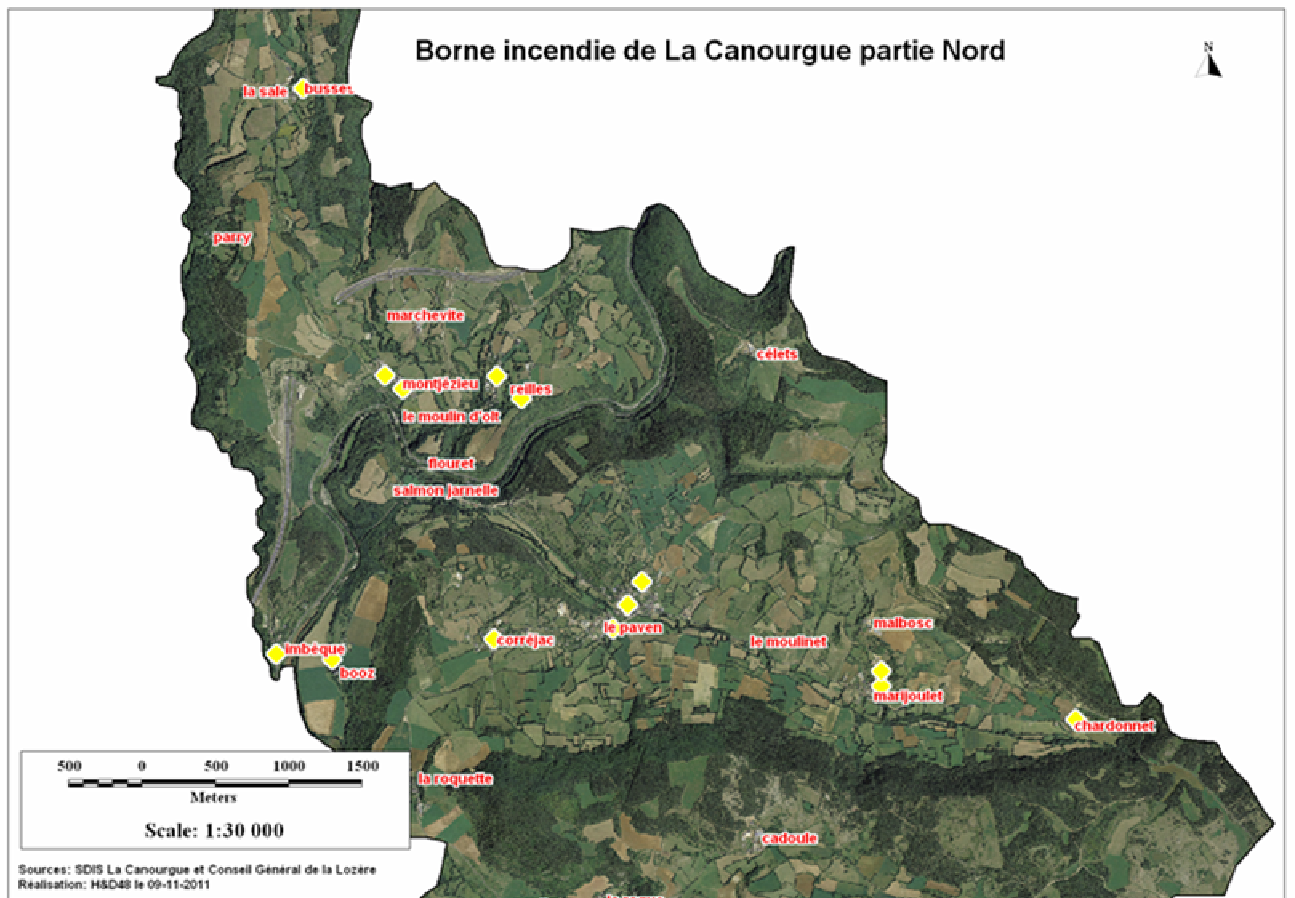 Borne incendie de La Canourgue partie Nord
N
la sale
busses
parry
marchevite
célets
montjézieu
reilles
le moulin d'olt
flouret
salmon jarnelle
malbosc
le paven
corréjac
le moulinet
imbèque
booz
marijoulet
chardonnet
la roquette
cadoule
500 0 500 1000 1500
Meters
Scale: 1:30 000
Sources: SDIS La Canourgue et Conseil Général de la Lozère
Réalisation: H&D48 le 09-11-2011